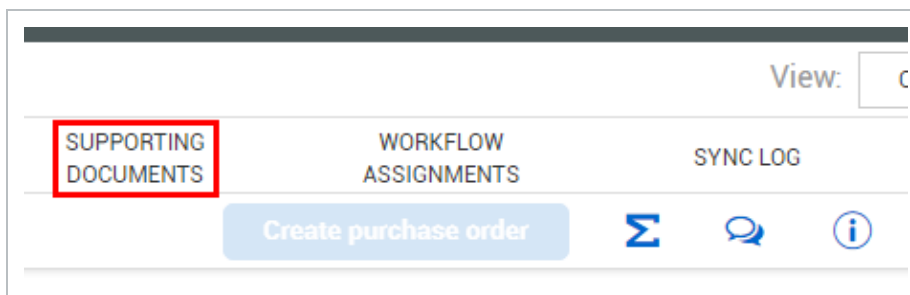 View:
SUPPORTING
DOCUMENTS
WORKFLOW
ASSIGNMENTS
SYNC LOG
Create purchase order